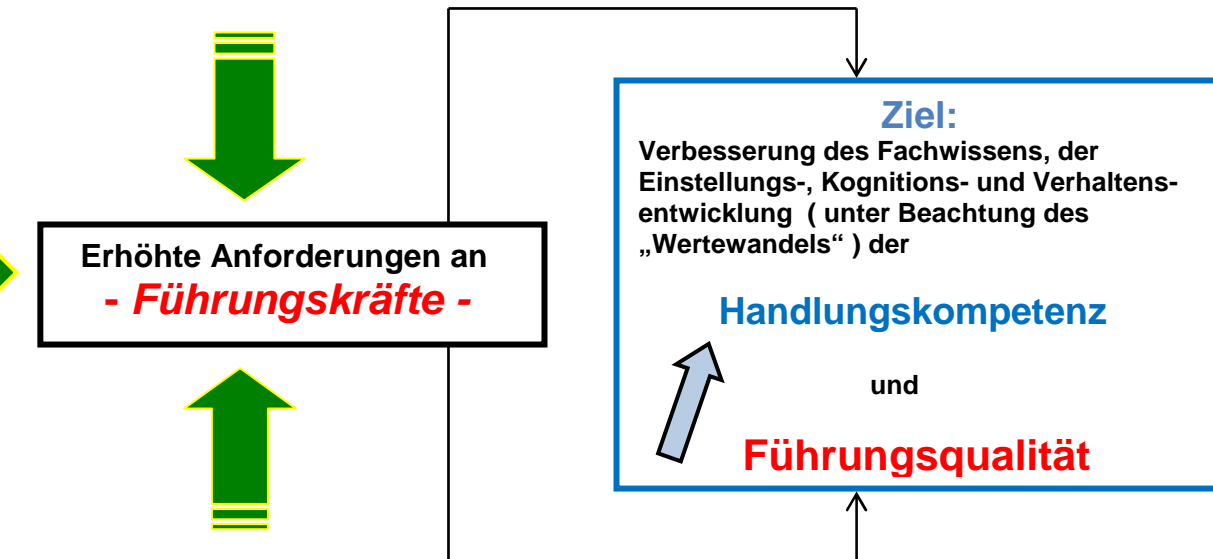 Erhöhte Anforderungen an
- Führungskräfte -
Ziel:
Verbesserung des Fachwissens, der
Einstellungs-, Kognitions- und Verhaltens-
entwicklung ( unter Beachtung des
„Wertewandels“ ) der
Handlungskompetenz
und
Führungsqualität